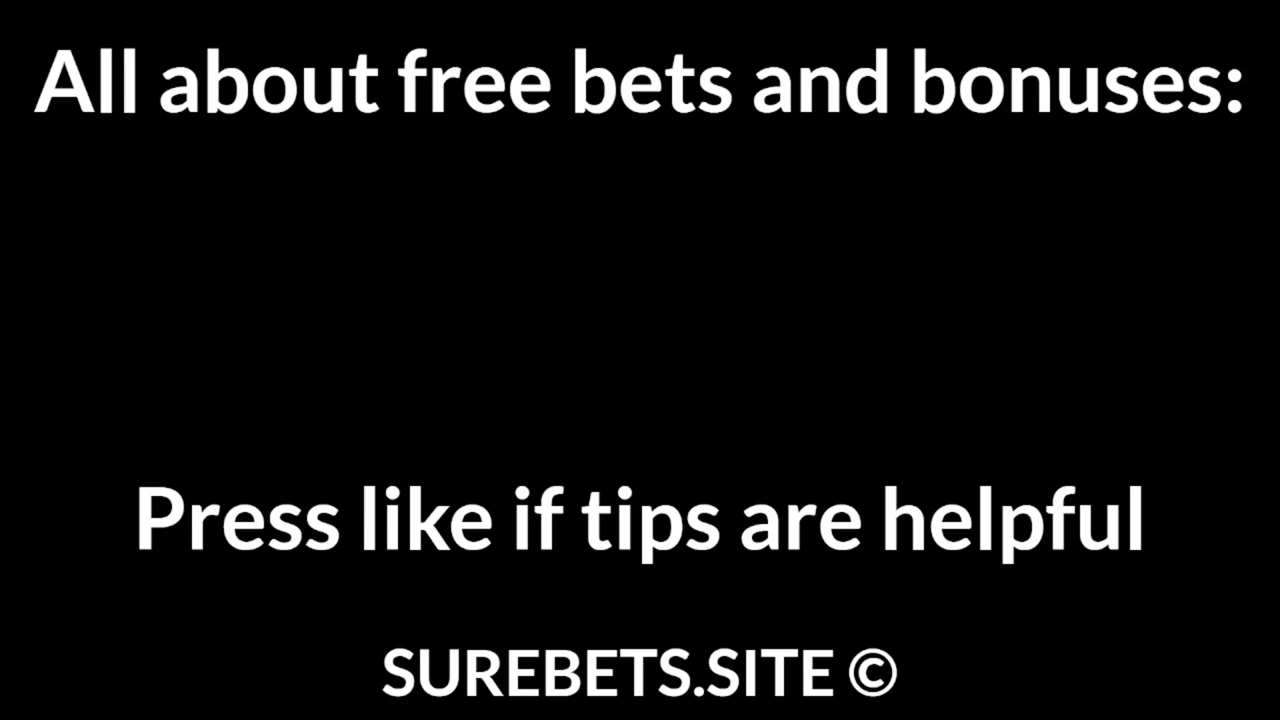 All about free bets and bonuses:
Press like if tips are helpful
SUREBETS.SITE ©